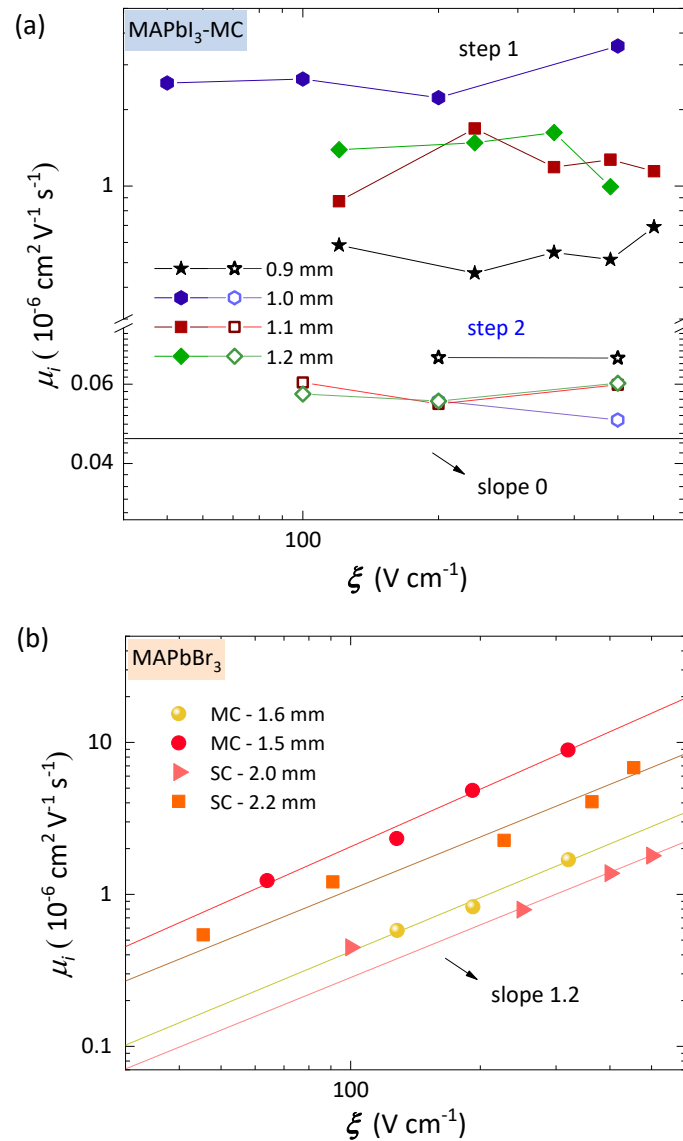 (a)
MAPbI₃-MC
step 1
1
0.9 mm
1.0 mm
1.1 mm
1.2 mm
step 2
0.06
0.04
slope 0
μᵢ ( 10⁻⁶ cm² V⁻¹ s⁻¹)
100
ξ (V cm⁻¹)
(b)
MAPbBr₃
MC - 1.6 mm
MC - 1.5 mm
SC - 2.0 mm
SC - 2.2 mm
10
1
0.1
slope 1.2
μᵢ ( 10⁻⁶ cm² V⁻¹ s⁻¹)
100
ξ (V cm⁻¹)